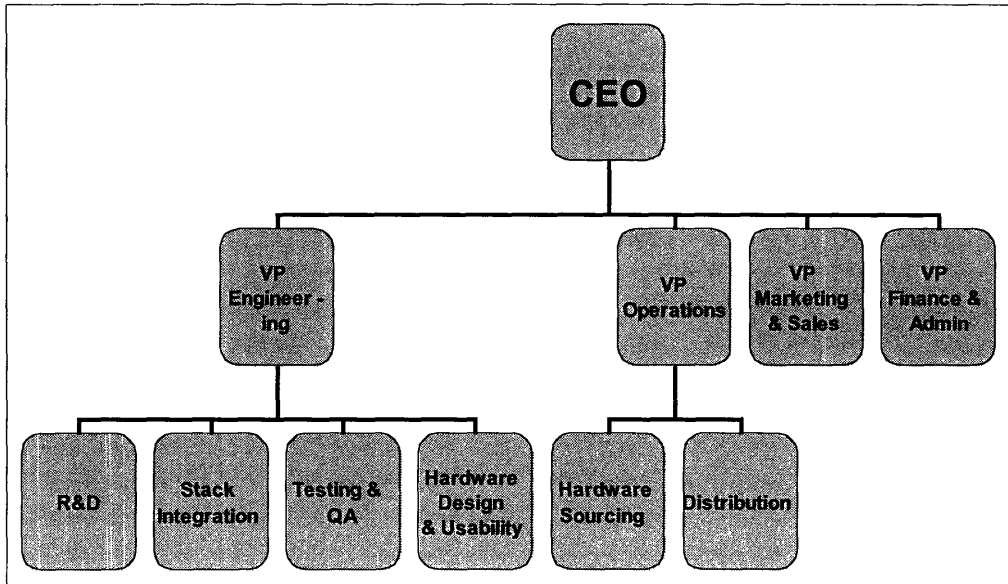 CEO
VP
Engineer -
ing
VP
Operations
VP
Marketing
& Sales
VP
Finance &
Admin
R&D
Stack
Integration
Testing &
QA
Hardware
Design
& Usability
Hardware
Sourcing
Distribution